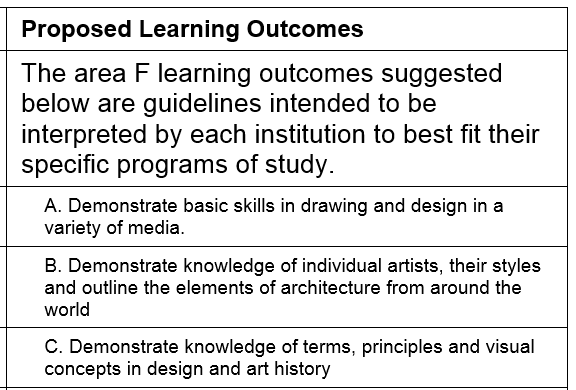 Proposed Learning Outcomes
The area F learning outcomes suggested
below are guidelines intended to be
interpreted by each institution to best fit their
specific programs of study.
A. Demonstrate basic skills in drawing and design in a
variety of media.
B. Demonstrate knowledge of individual artists, their styles
and outline the elements of architecture from around the
world
C. Demonstrate knowledge of terms, principles and visual
concepts in design and art history